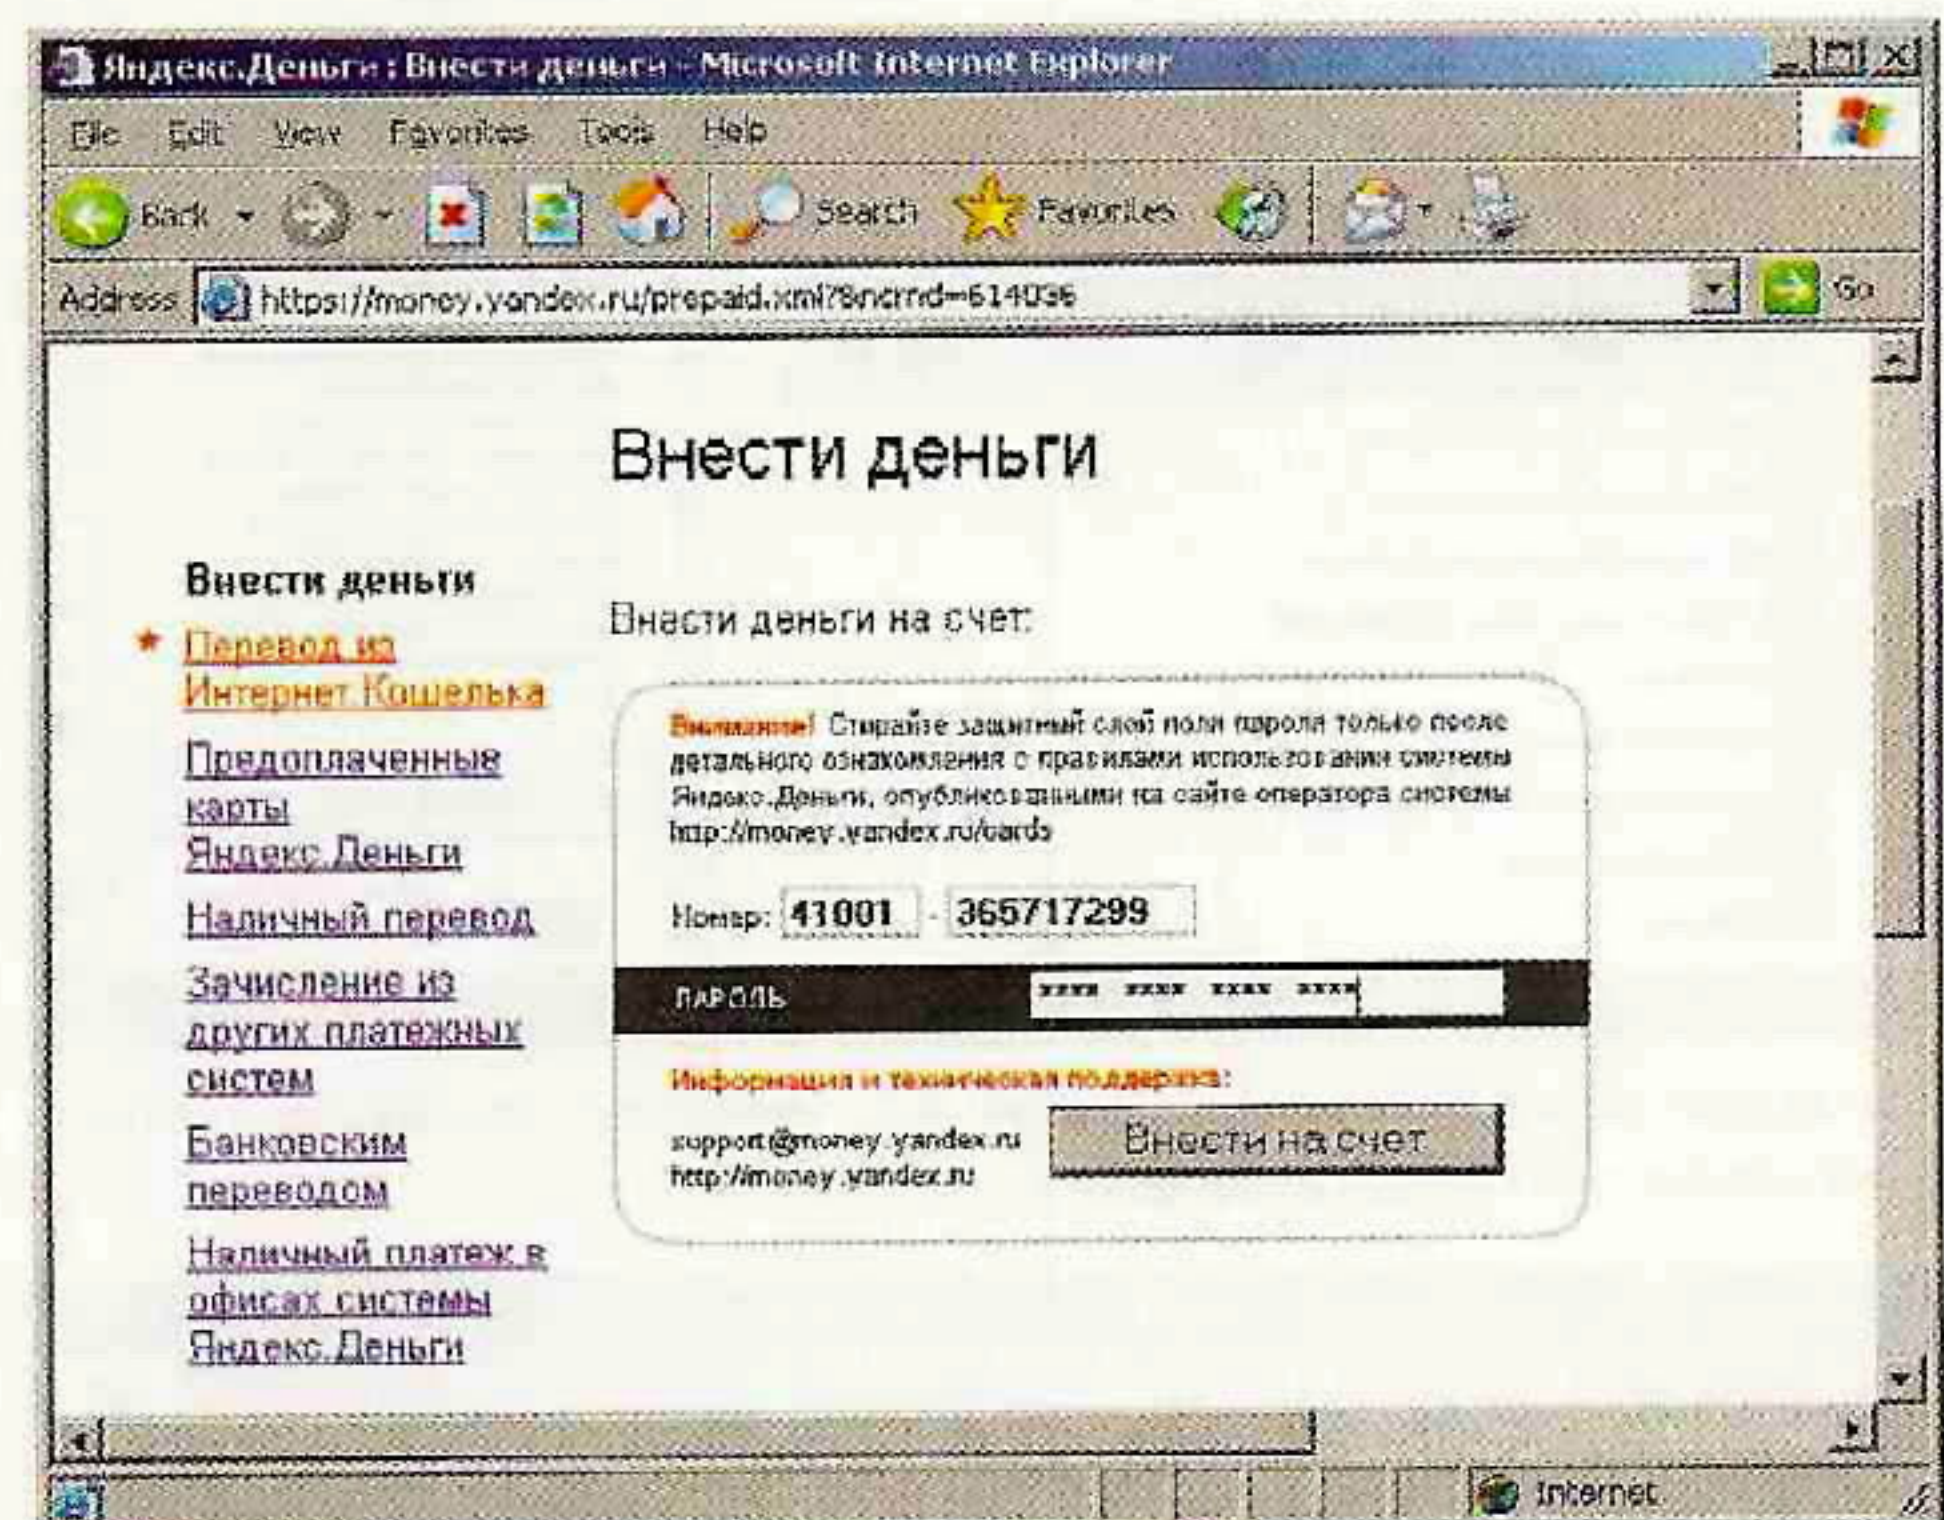 Яндекс.Деньги : Внести деньги - Microsoft Internet Explorer
File Edit View Favorites Tools Help
Back Search Favorites
Address https://money.yandex.ru/prepaid.xml?&ncrnd=614036 Go
Внести деньги
Внести деньги
Перевод из
Интернет.Кошелька
Предоплаченные
карты
Яндекс.Деньги
Наличный перевод
Зачисление из
других платежных
систем
Банковским
переводом
Наличный платеж в
офисах системы
Яндекс.Деньги
Внести деньги на счет:
Внимание! Стирайте защитный слой поля пароля только после
детального ознакомления с правилами использования системы
Яндекс.Деньги, опубликованными на сайте оператора системы
http://money.yandex.ru/cards
Номер: 41001 - 365717299
ПАРОЛЬ **** **** **** ****
Информация и техническая поддержка:
support@money.yandex.ru
http://money.yandex.ru
Внести на счет
Internet